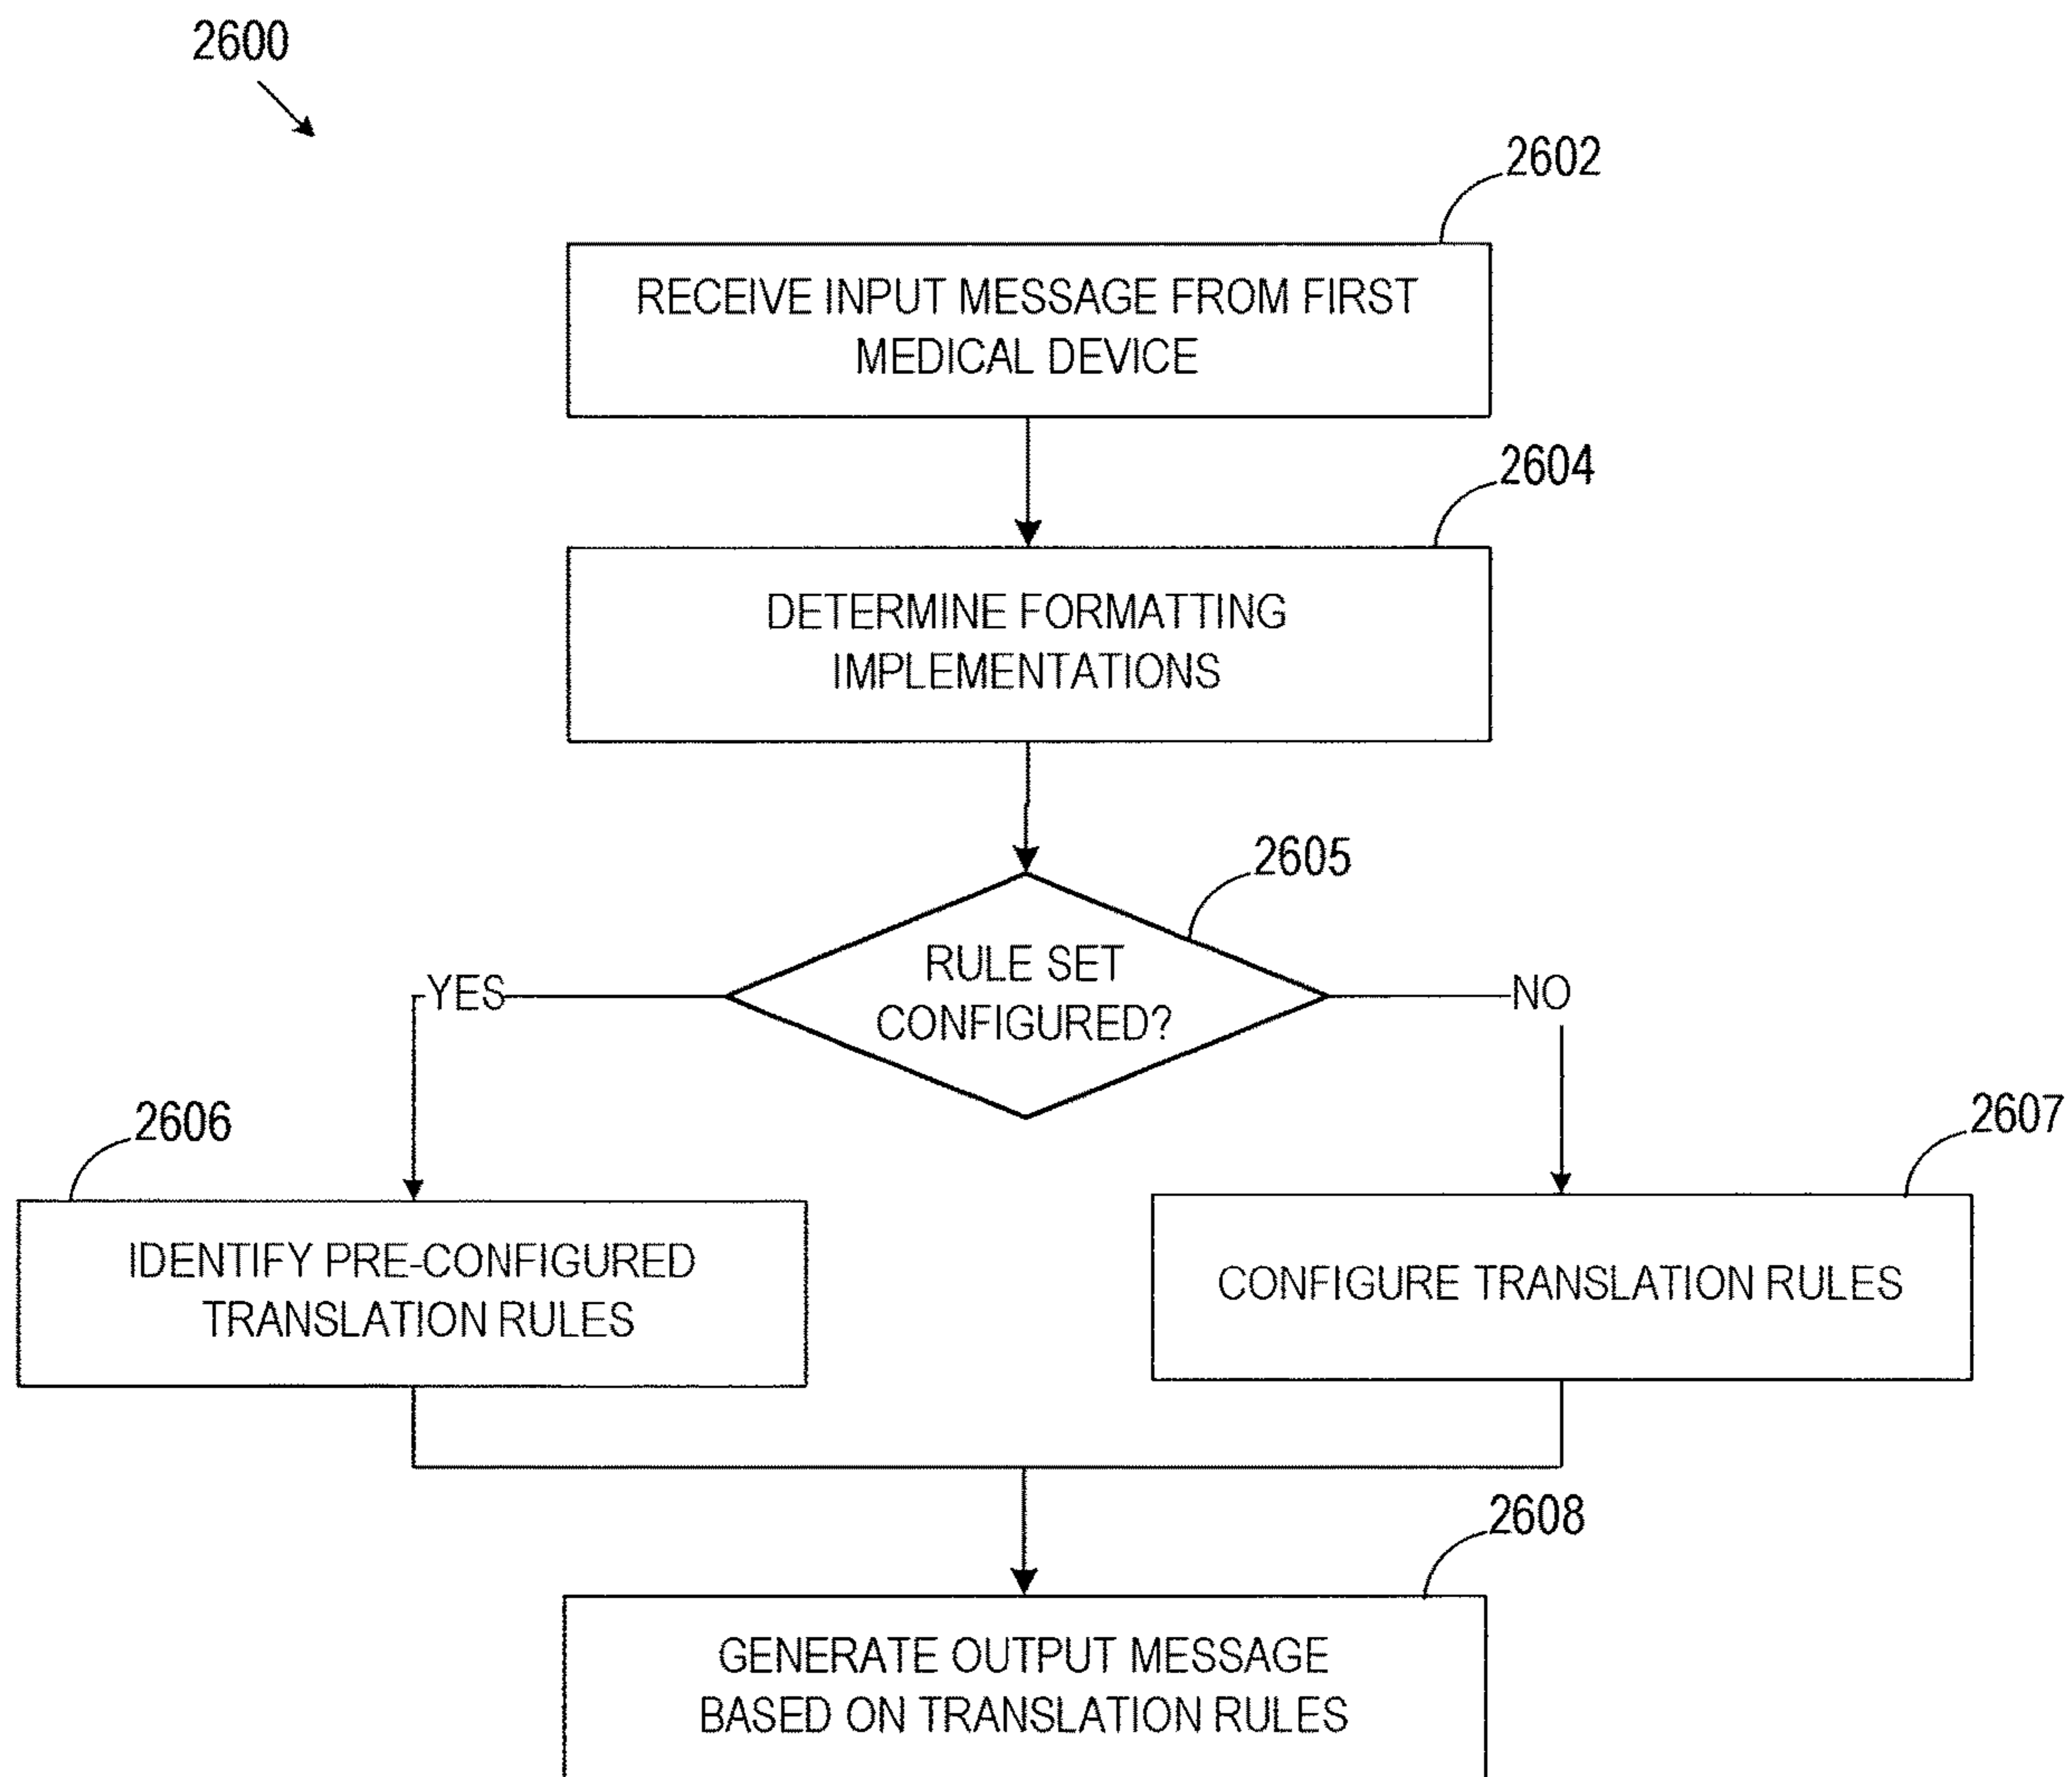 2600
2602
RECEIVE INPUT MESSAGE FROM FIRST
MEDICAL DEVICE
2604
DETERMINE FORMATTING
IMPLEMENTATIONS
2605
RULE SET
CONFIGURED?
YES
NO
2606
2607
IDENTIFY PRE-CONFIGURED
TRANSLATION RULES
CONFIGURE TRANSLATION RULES
2608
GENERATE OUTPUT MESSAGE
BASED ON TRANSLATION RULES